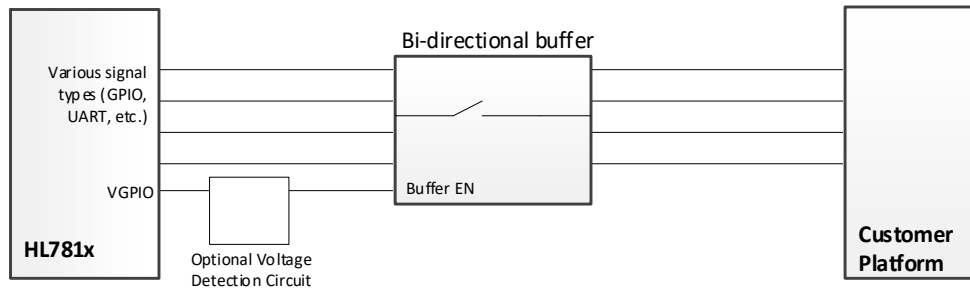 Bi-directional buffer
Various signal
types (GPIO,
UART, etc.)
VGPIO
Buffer EN
HL781x
Optional Voltage
Detection Circuit
Customer
Platform